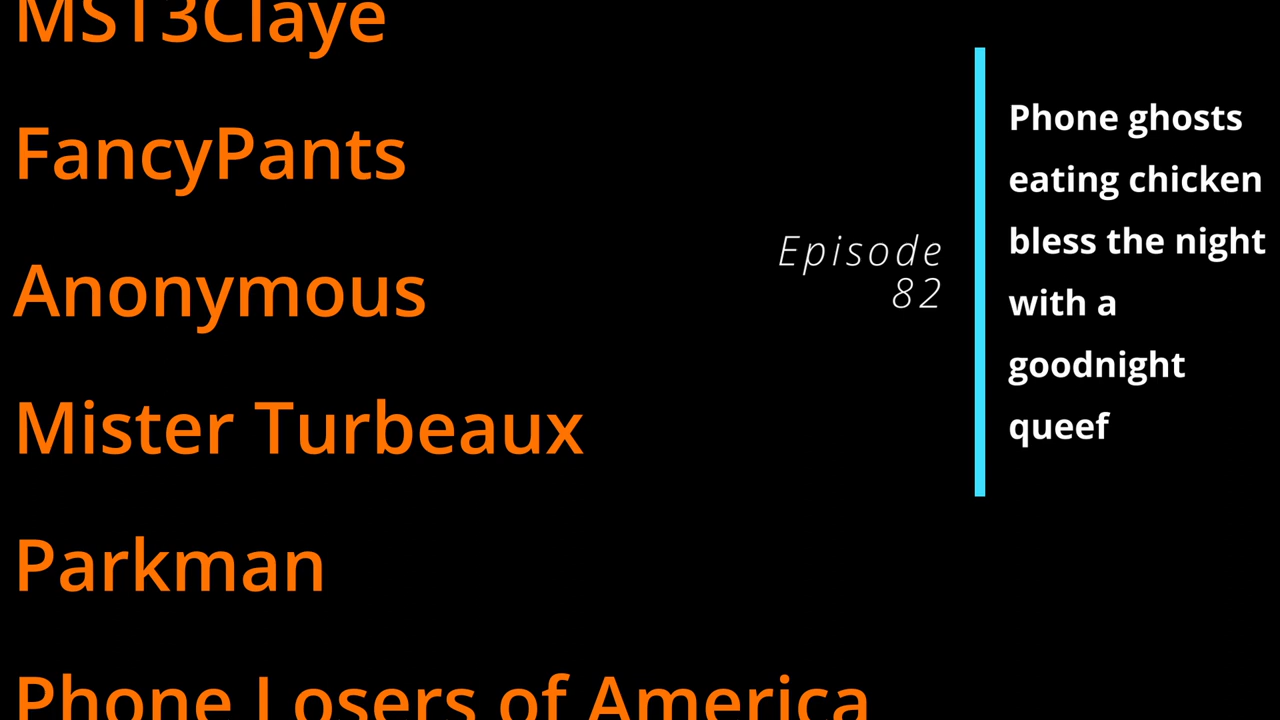 MST3Claye
FancyPants
Anonymous
Mister Turbeaux
Parkman
Phone Losers of America
Episode
82
Phone ghosts
eating chicken
bless the night
with a
goodnight
queef